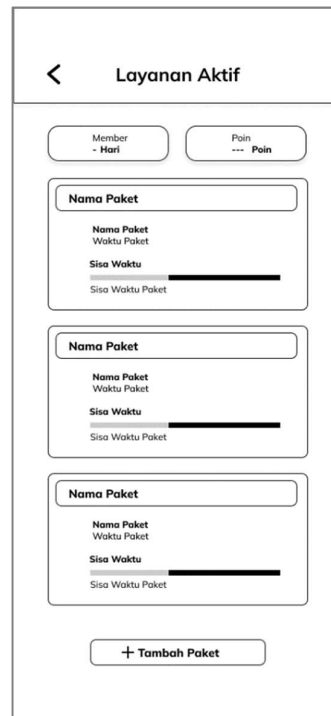 Layanan Aktif
Member
- Hari
Poin
--- Poin
Nama Paket
Nama Paket
Waktu Paket
Sisa Waktu
Sisa Waktu Paket
Nama Paket
Nama Paket
Waktu Paket
Sisa Waktu
Sisa Waktu Paket
Nama Paket
Nama Paket
Waktu Paket
Sisa Waktu
Sisa Waktu Paket
+ Tambah Paket